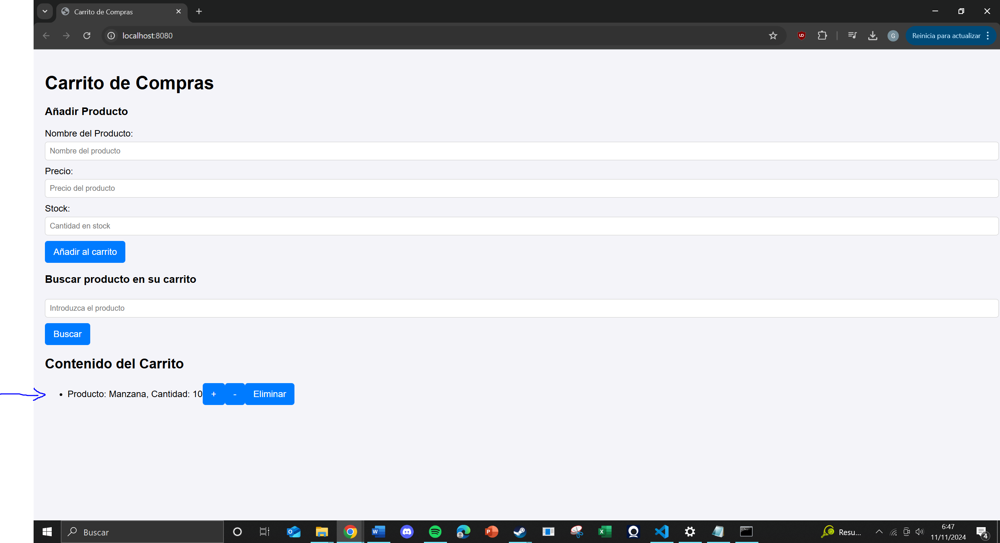 Carrito de Compras
localhost:8080
G
Reinicia para actualizar
Carrito de Compras
Añadir Producto
Nombre del Producto:
Nombre del producto
Precio:
Precio del producto
Stock:
Cantidad en stock
Añadir al carrito
Buscar producto en su carrito
Introduzca el producto
Buscar
Contenido del Carrito
• Producto: Manzana, Cantidad: 10 + - Eliminar
Buscar
Resu...
6:47
11/11/2024
4